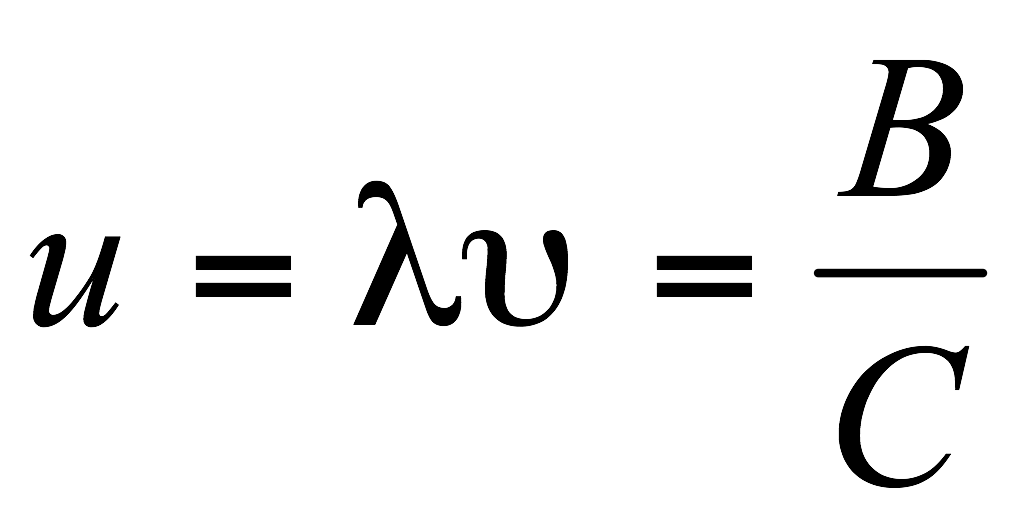 u = λυ = B/C